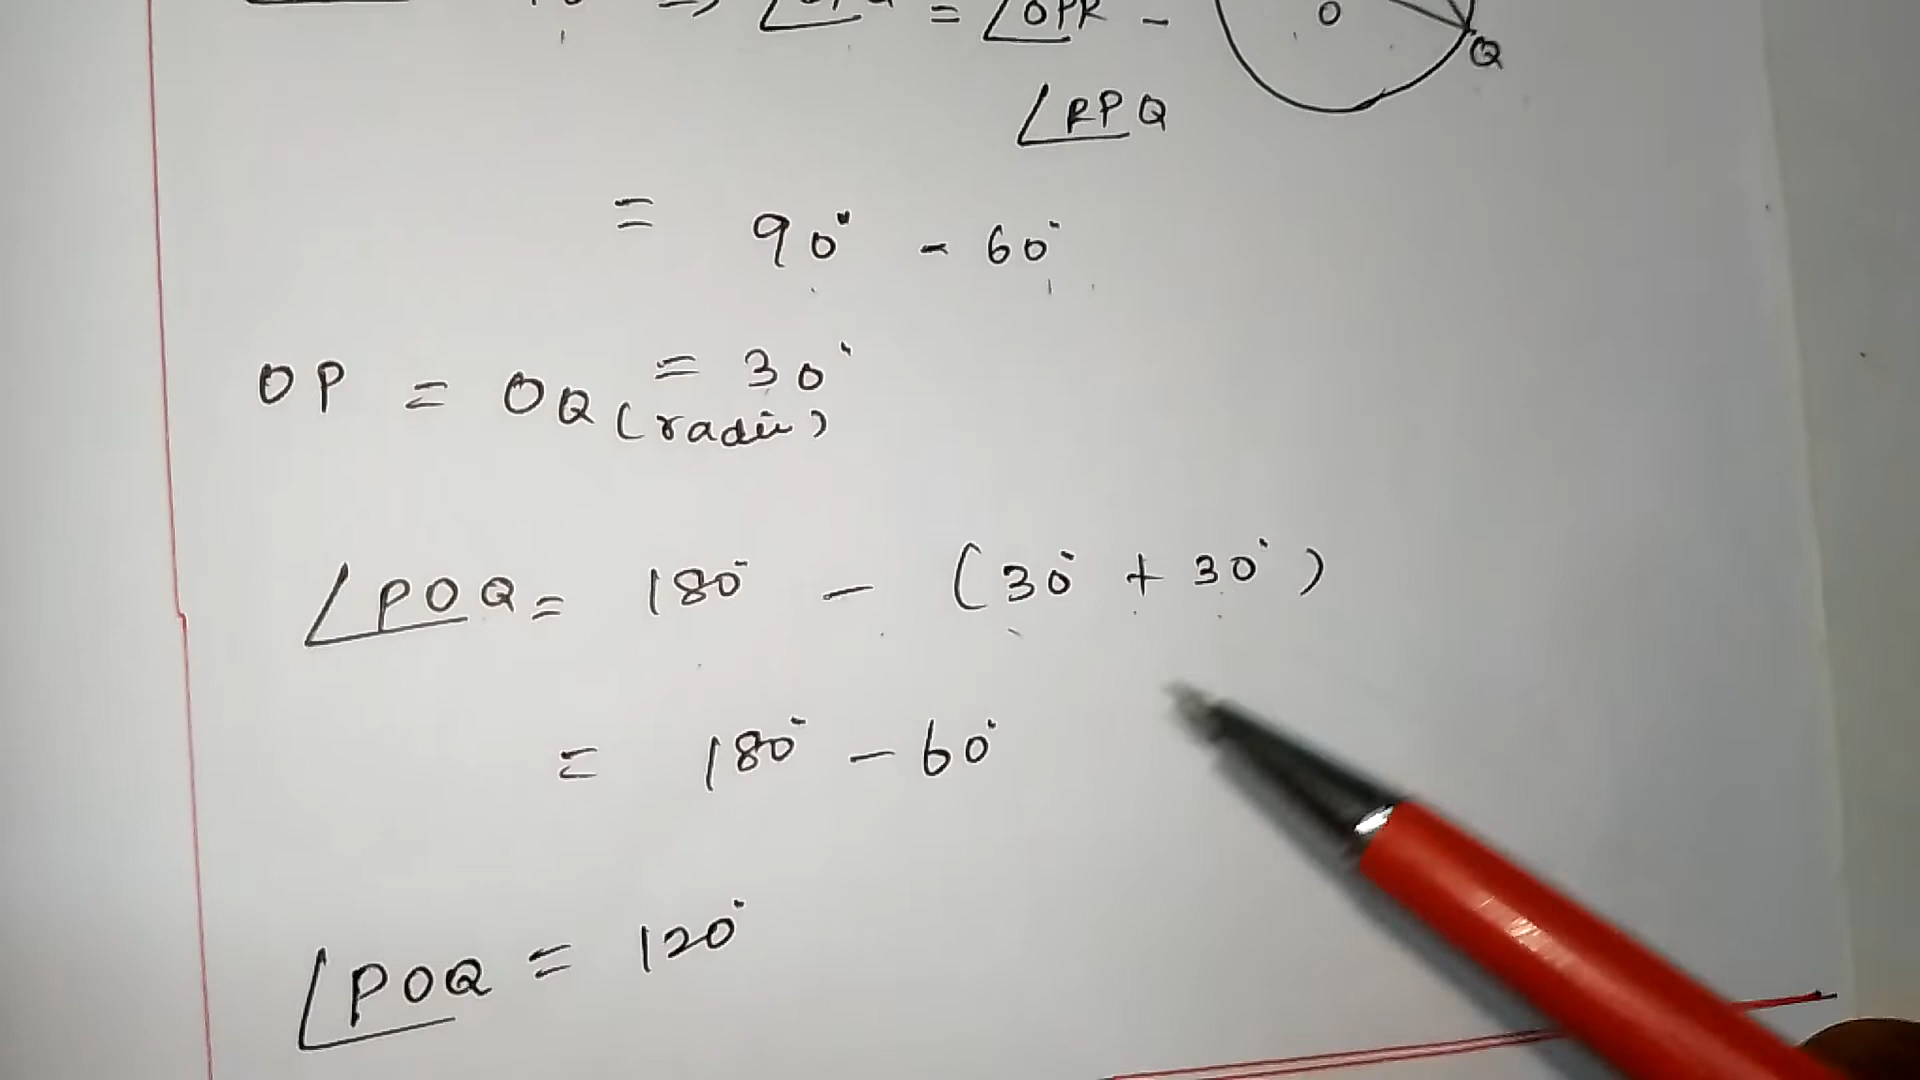 = ∠OPR -
O
Q
∠RPQ
= 90° - 60°
= 30°
OP = OQ (radii)
∠POQ = 180° - (30° + 30°)
= 180° - 60°
∠POQ = 120°